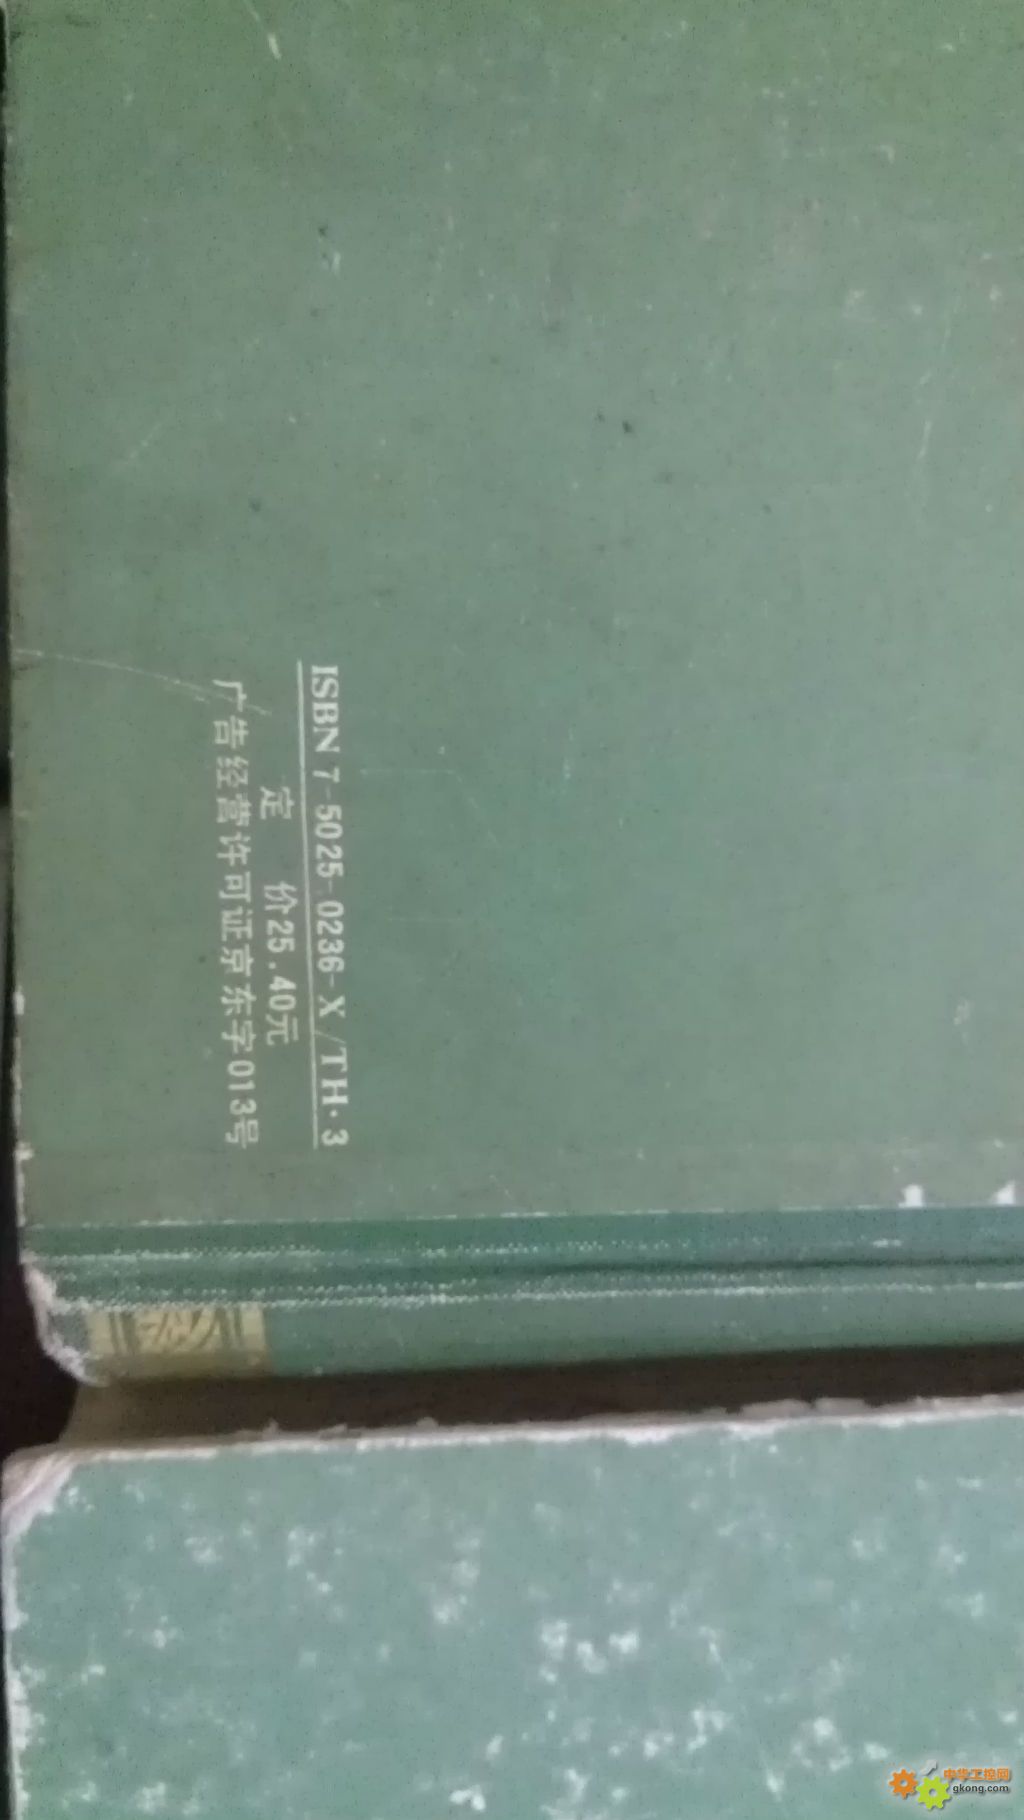 ISBN 7-5025-0236-X/TH·3
定 价25.40元
广告经营许可证京东字013号
中华工控网
gkong.com